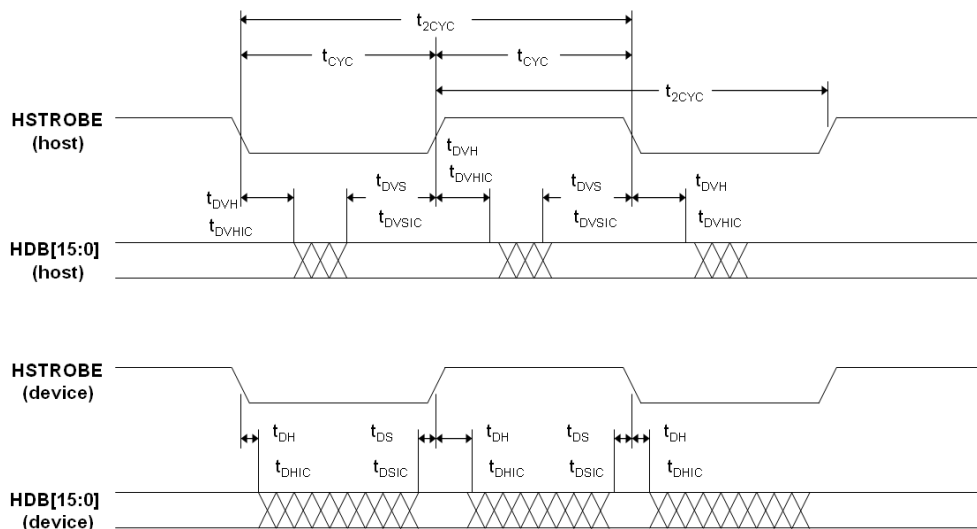 t2CYC
tCYC tCYC
t2CYC
HSTROBE
(host)
tDVH
tDVHIC
tDVS
tDVSIC
tDVH
tDVHIC
tDVS
tDVSIC
tDVH
tDVHIC
HDB[15:0]
(host)
HSTROBE
(device)
tDH
tDHIC
tDS
tDSIC
tDH
tDHIC
tDS
tDSIC
tDH
tDHIC
HDB[15:0]
(device)